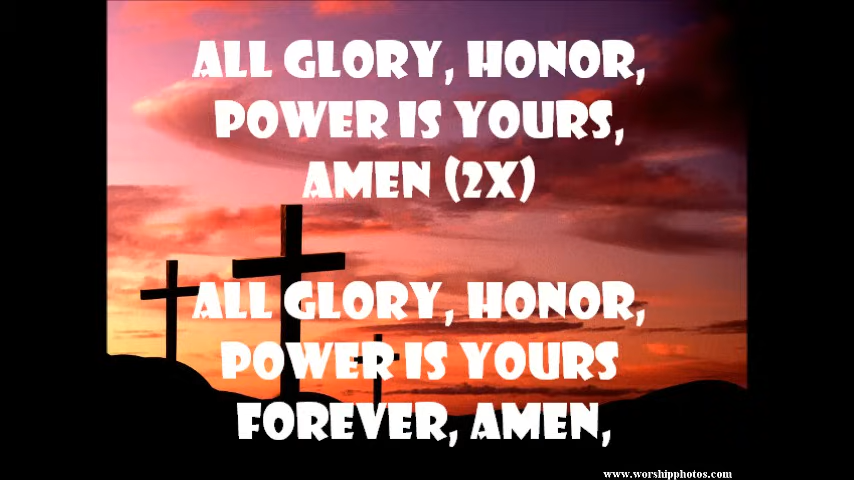 ALL GLORY, HONOR,
POWER IS YOURS,
AMEN (2X)
ALL GLORY, HONOR,
POWER IS YOURS
FOREVER, AMEN,
www.worshipphotos.com